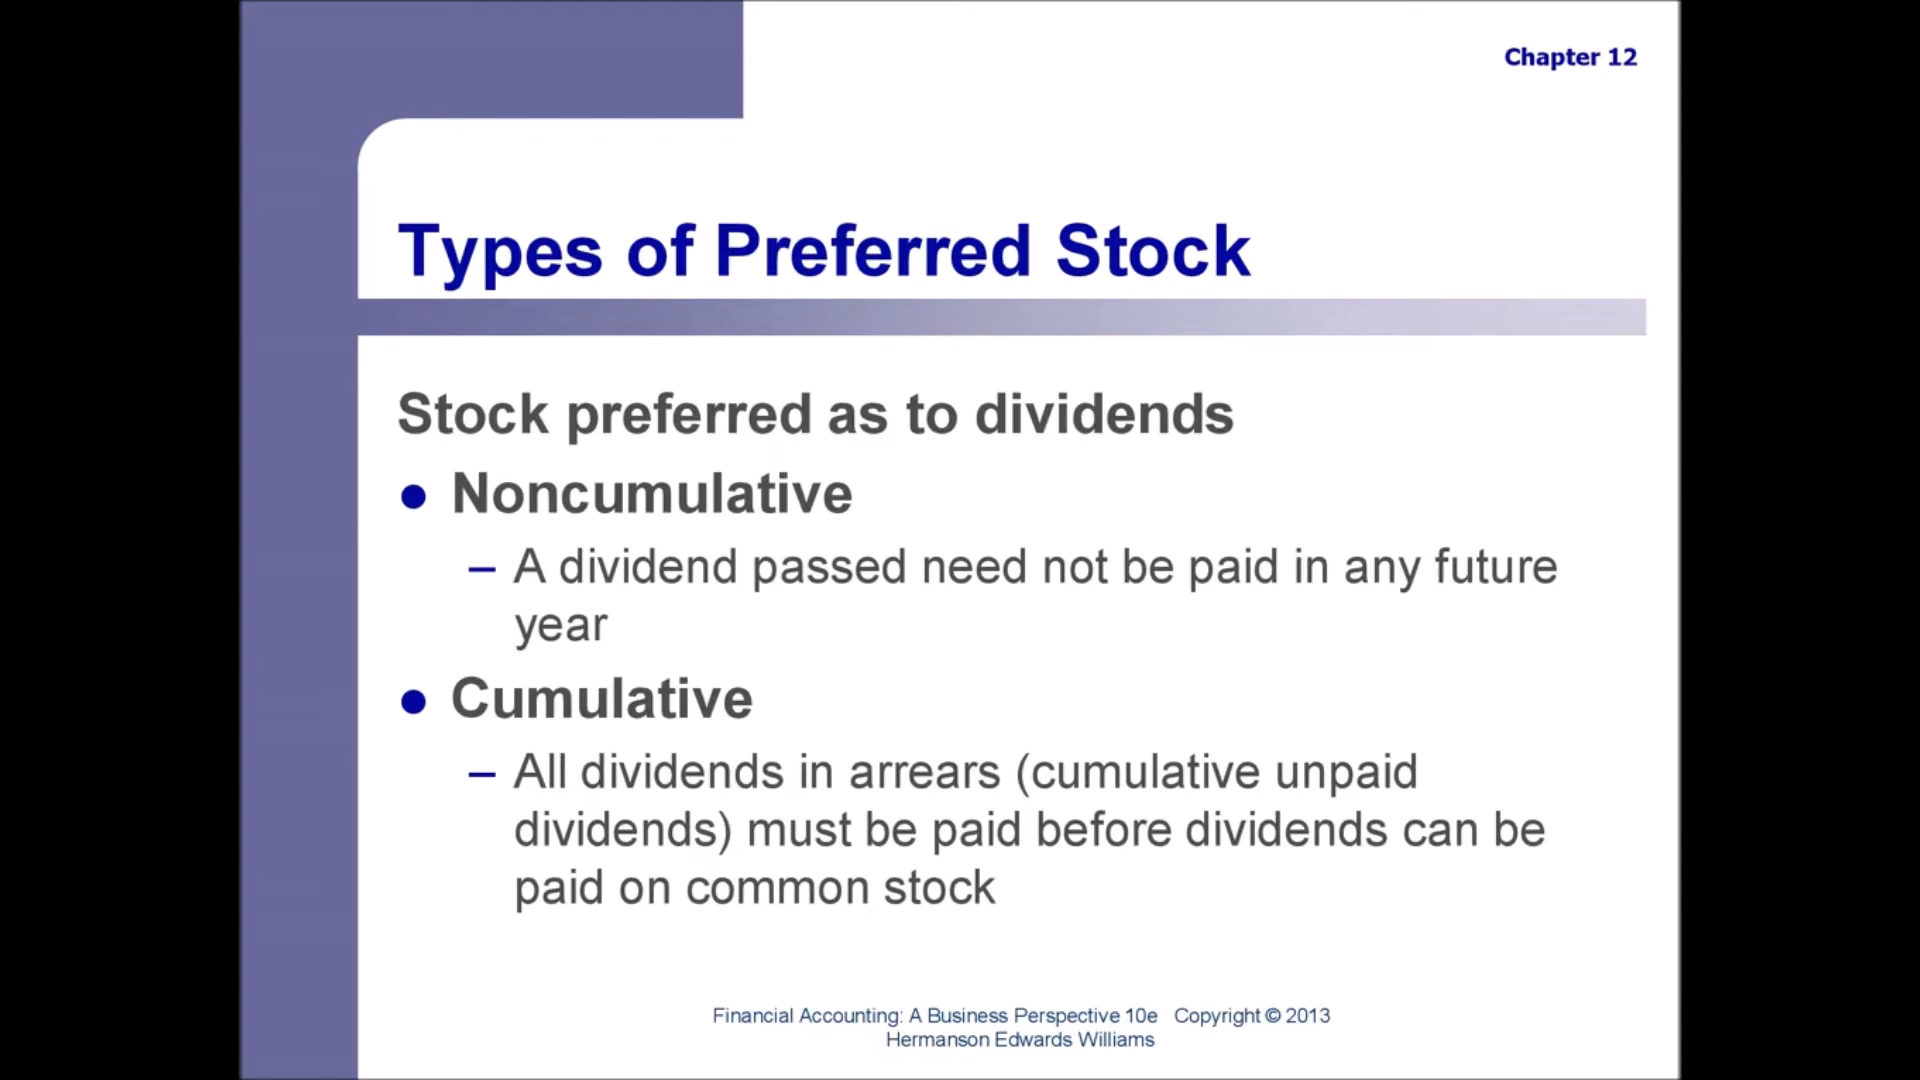 Chapter 12
Types of Preferred Stock
Stock preferred as to dividends
● Noncumulative
– A dividend passed need not be paid in any future
year
● Cumulative
– All dividends in arrears (cumulative unpaid
dividends) must be paid before dividends can be
paid on common stock
Financial Accounting: A Business Perspective 10e Copyright © 2013
Hermanson Edwards Williams